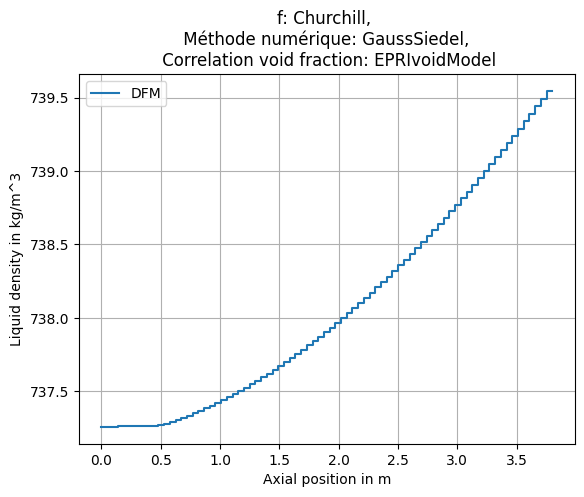 f: Churchill,
Méthode numérique: GaussSiedel,
Correlation void fraction: EPRIvoidModel
DFM
739.5
739.0
738.5
738.0
737.5
Liquid density in kg/m^3
0.0 0.5 1.0 1.5 2.0 2.5 3.0 3.5
Axial position in m